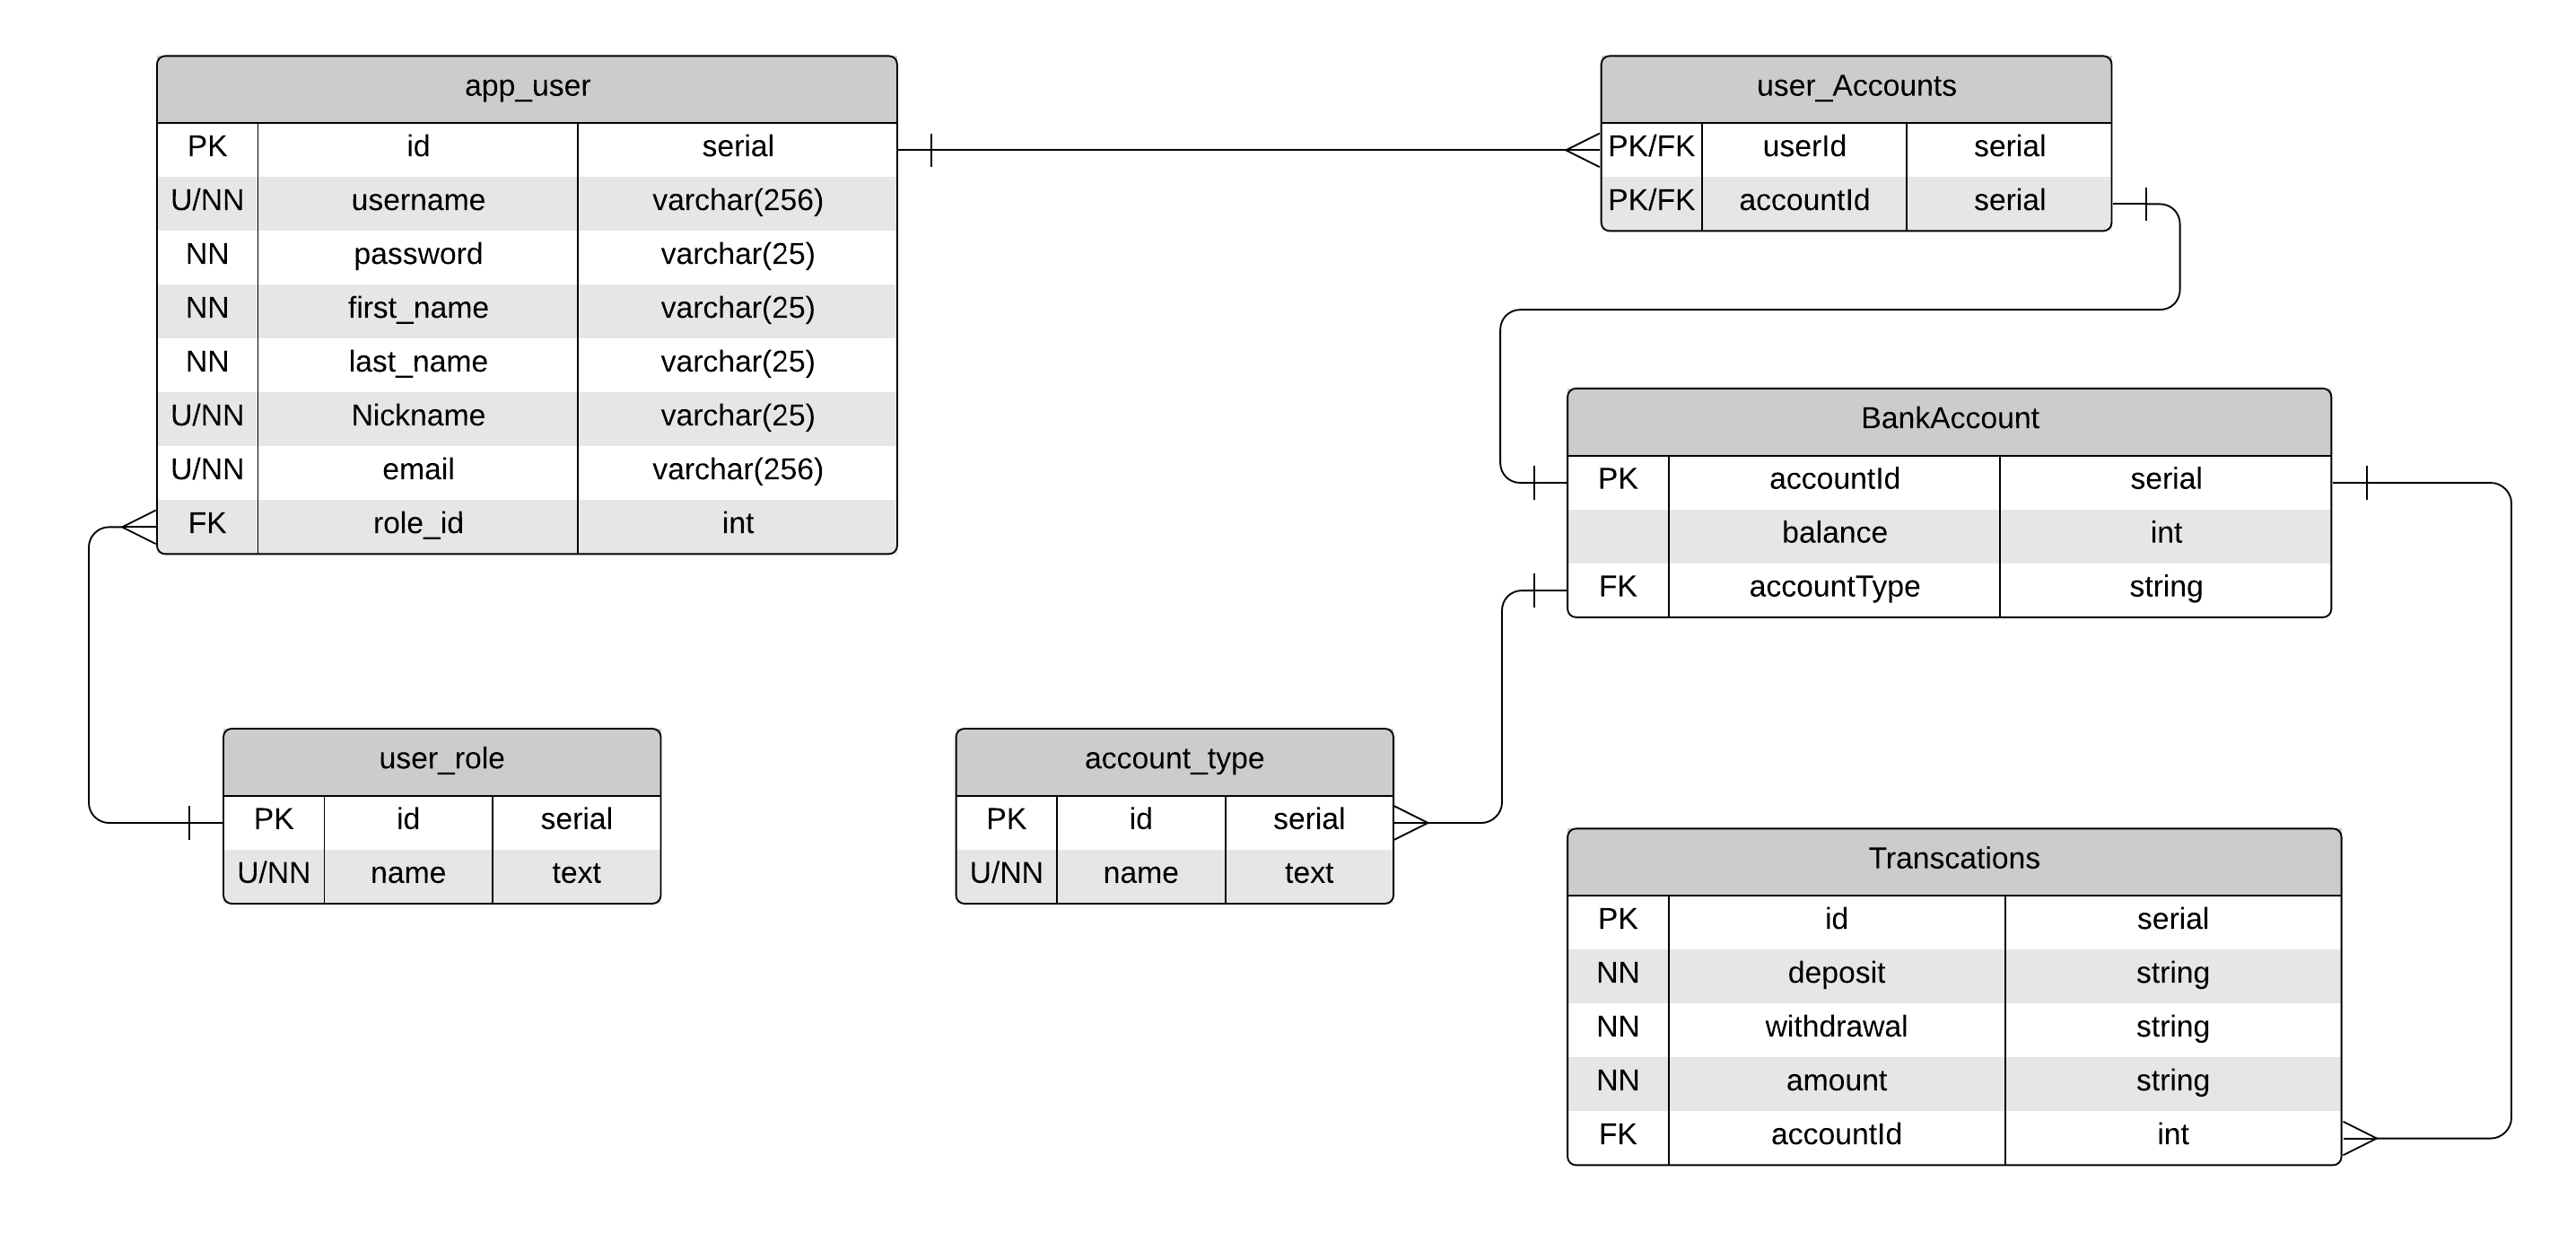 app_user
PK id serial
U/NN username varchar(256)
NN password varchar(25)
NN first_name varchar(25)
NN last_name varchar(25)
U/NN Nickname varchar(25)
U/NN email varchar(256)
FK role_id int
user_Accounts
PK/FK userId serial
PK/FK accountId serial
BankAccount
PK accountId serial
balance int
FK accountType string
user_role
PK id serial
U/NN name text
account_type
PK id serial
U/NN name text
Transcations
PK id serial
NN deposit string
NN withdrawal string
NN amount string
FK accountId int